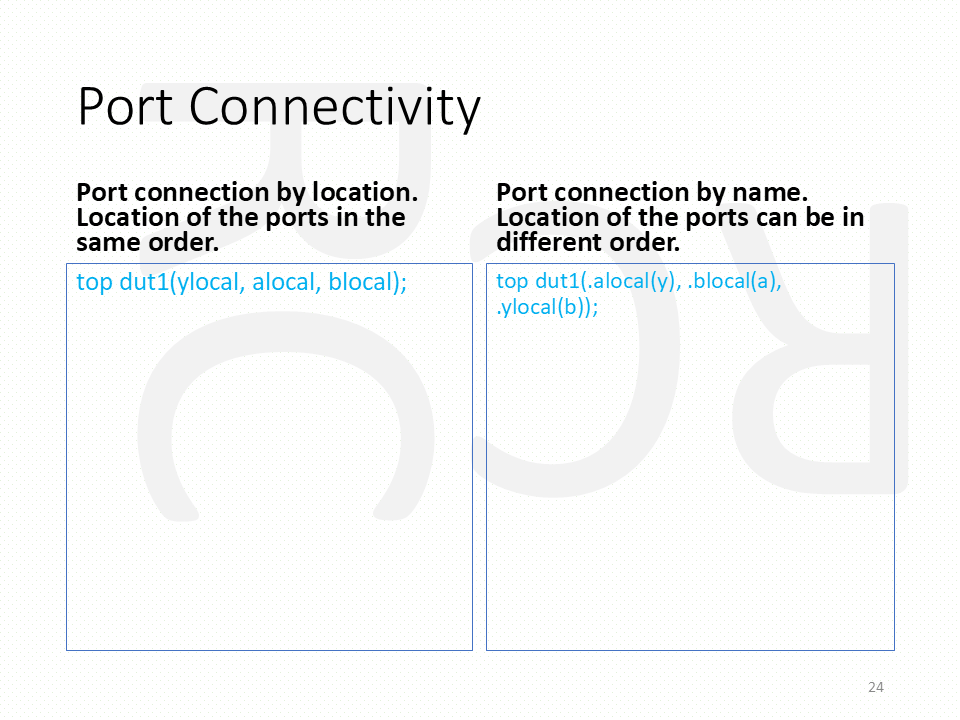 Port Connectivity
Port connection by location.
Location of the ports in the
same order.
top dut1(ylocal, alocal, blocal);
Port connection by name.
Location of the ports can be in
different order.
top dut1(.alocal(y), .blocal(a),
.ylocal(b));
24